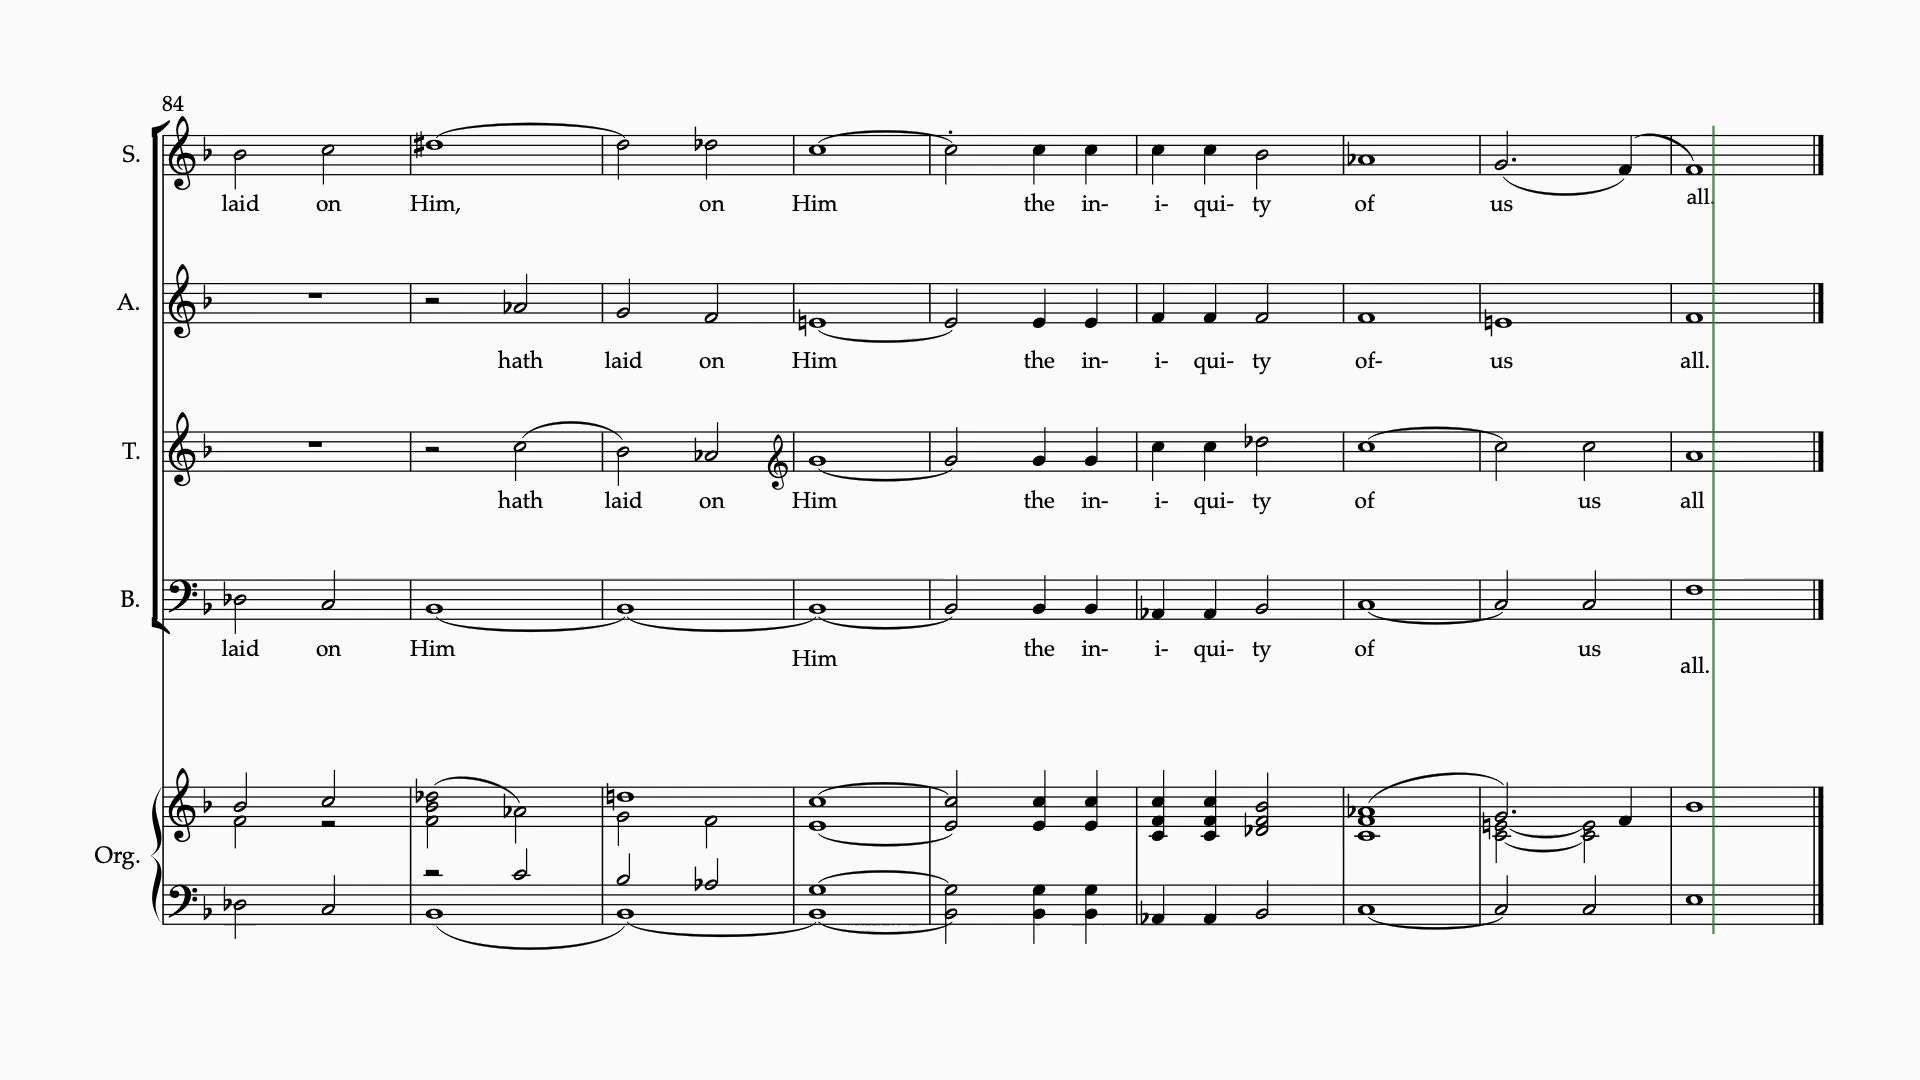 84
S.
laid on Him, on Him the in- i- qui- ty of us all.
A.
hath laid on Him the in- i- qui- ty of- us all.
T.
hath laid on Him the in- i- qui- ty of us all
B.
laid on Him Him the in- i- qui- ty of us all.
Org.